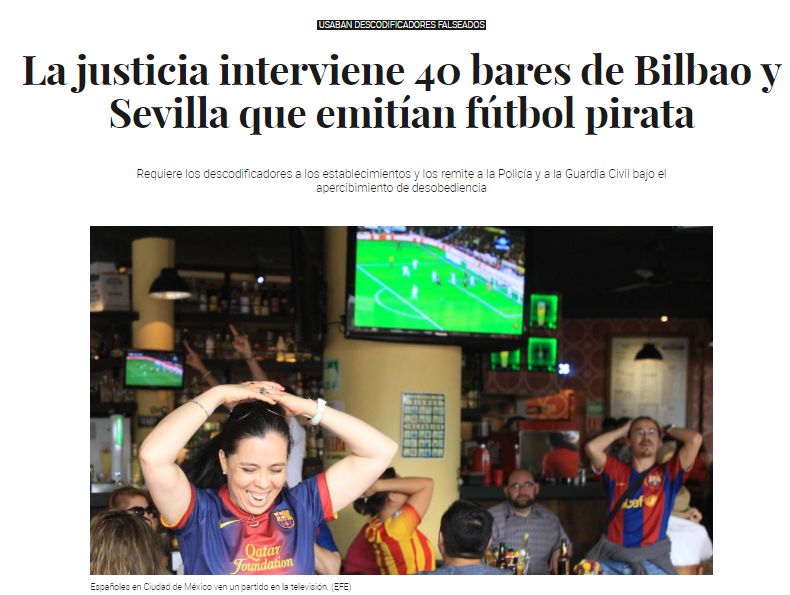 USABAN DESCODIFICADORES FALSEADOS
La justicia interviene 40 bares de Bilbao y
Sevilla que emitían fútbol pirata
Requiere los descodificadores a los establecimientos y los remite a la Policía y a la Guardia Civil bajo el
apercibimiento de desobediencia
Qatar
Foundation
unicef
Españoles en Ciudad de México ven un partido en la televisión. (EFE)